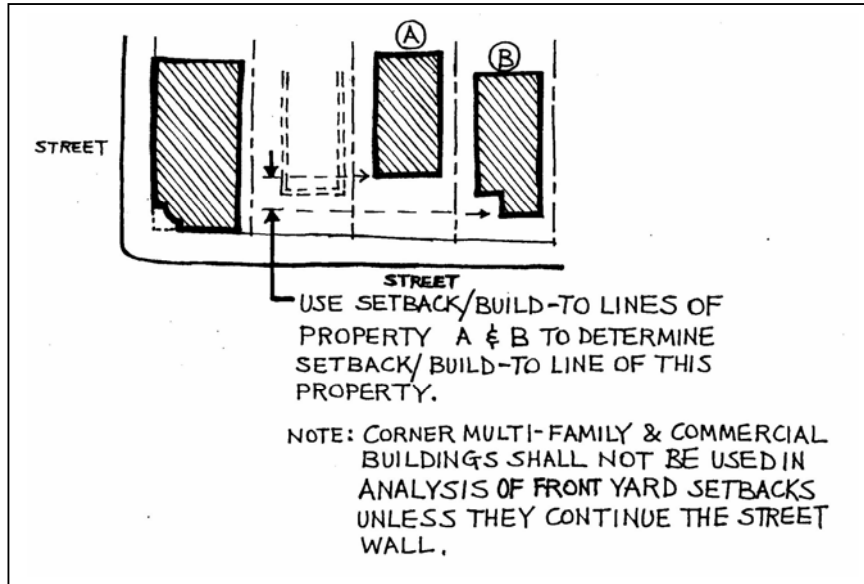 A
B
STREET
STREET
USE SETBACK/BUILD-TO LINES OF
PROPERTY A & B TO DETERMINE
SETBACK/BUILD-TO LINE OF THIS
PROPERTY.
NOTE: CORNER MULTI-FAMILY & COMMERCIAL
BUILDINGS SHALL NOT BE USED IN
ANALYSIS OF FRONT YARD SETBACKS
UNLESS THEY CONTINUE THE STREET
WALL.